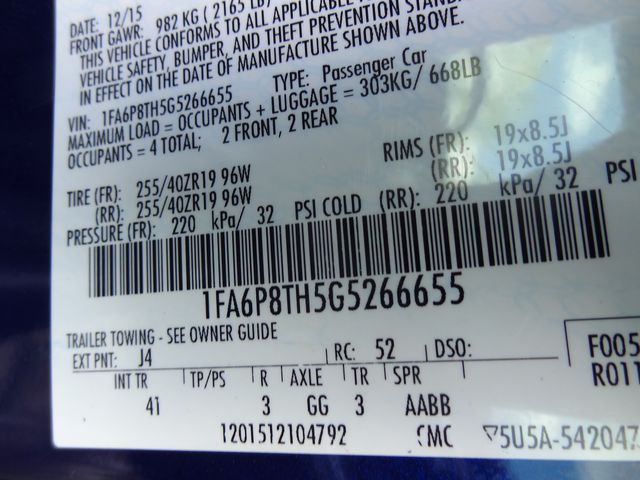 DATE: 12/15
FRONT GAWR: 982 KG ( 2165 LB)
THIS VEHICLE CONFORMS TO ALL APPLICABLE
VEHICLE SAFETY, BUMPER, AND THEFT PREVENTION STANDARDS
IN EFFECT ON THE DATE OF MANUFACTURE SHOWN ABOVE.
VIN: 1FA6P8TH5G5266655 TYPE: Passenger Car
MAXIMUM LOAD = OCCUPANTS + LUGGAGE = 303KG/ 668LB
OCCUPANTS = 4 TOTAL; 2 FRONT, 2 REAR
TIRE (FR): 255/40ZR19 96W RIMS (FR): 19x8.5J
(RR): 255/40ZR19 96W (RR): 19x8.5J
PRESSURE (FR): 220 kPa/ 32 PSI COLD (RR): 220 kPa/ 32 PSI
1FA6P8TH5G5266655
TRAILER TOWING - SEE OWNER GUIDE
EXT PNT: J4 RC: 52 DSO: F005
INT TR TP/PS R AXLE TR SPR R011
41 3 GG 3 AABB
1201512104792 CMC ▽5U5A-542047